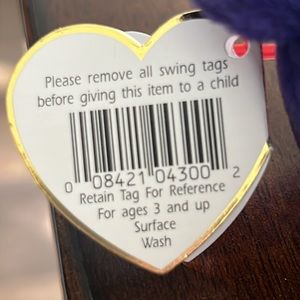 Please remove all swing tags
before giving this item to a child
0 08421 04300 2
Retain Tag For Reference
For ages 3 and up
Surface
Wash